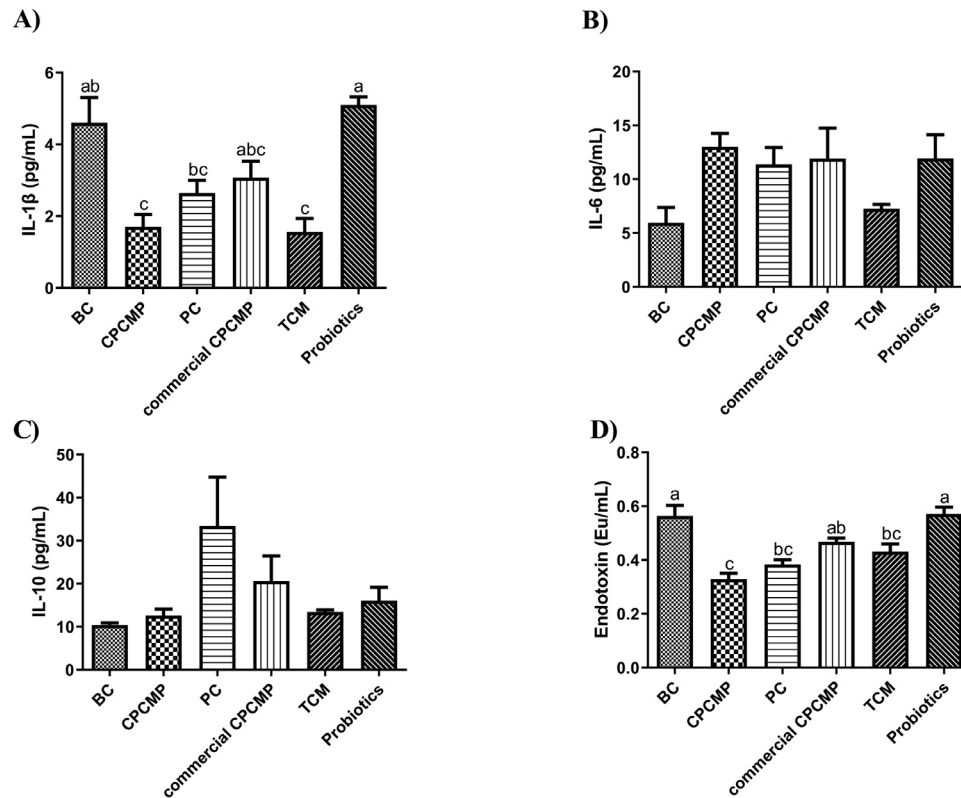 A)
IL-1β (pg/mL)
6
4
2
0
ab
c
bc
abc
c
a
BC
CPCMP
PC
commercial CPCMP
TCM
Probiotics
B)
IL-6 (pg/mL)
20
15
10
5
0
BC
CPCMP
PC
commercial CPCMP
TCM
Probiotics
C)
IL-10 (pg/mL)
50
40
30
20
10
0
BC
CPCMP
PC
commercial CPCMP
TCM
Probiotics
D)
Endotoxin (Eu/mL)
0.8
0.6
0.4
0.2
0.0
a
c
bc
ab
bc
a
BC
CPCMP
PC
commercial CPCMP
TCM
Probiotics